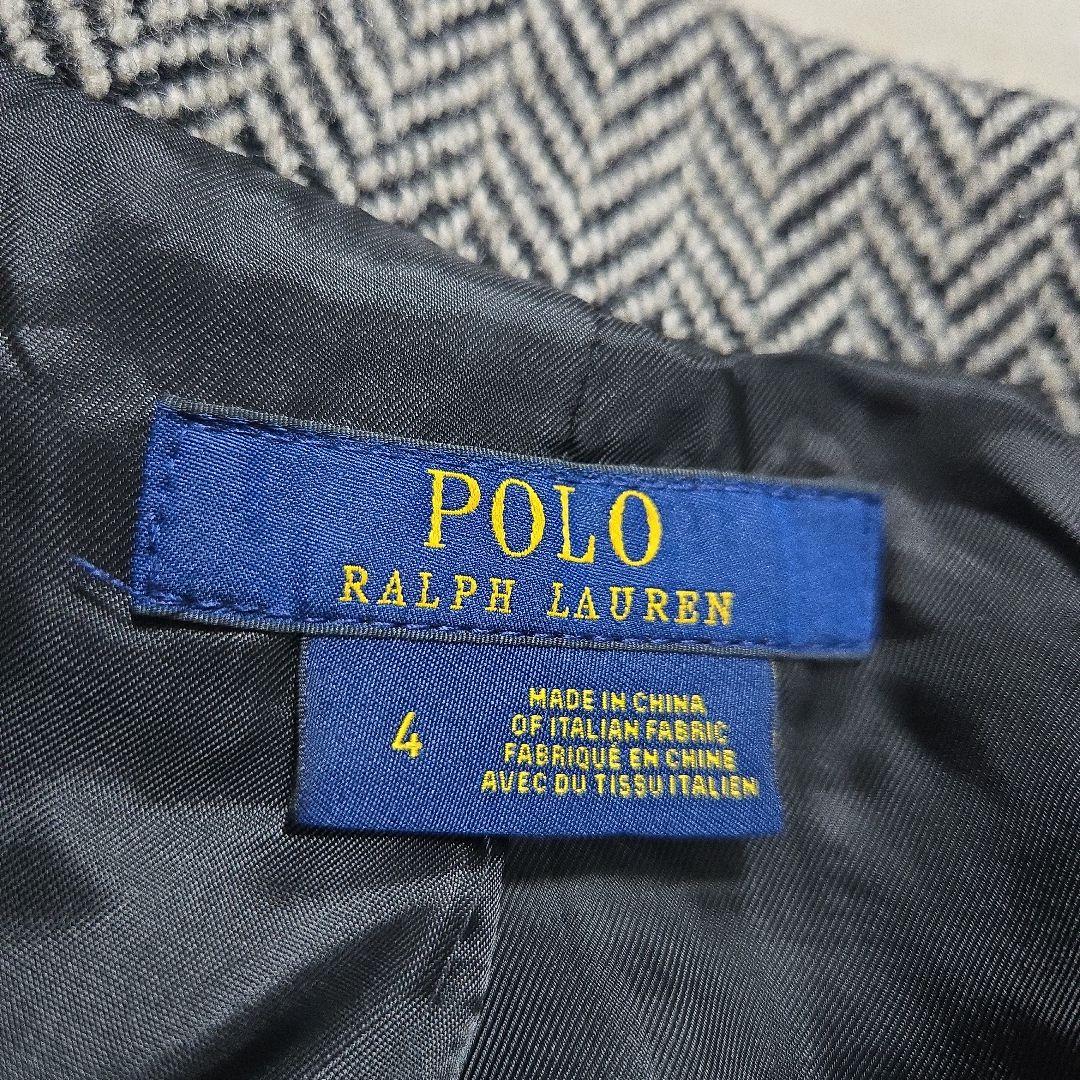 POLO
RALPH LAUREN
4
MADE IN CHINA
OF ITALIAN FABRIC
FABRIQUÉ EN CHINE
AVEC DU TISSU ITALIEN